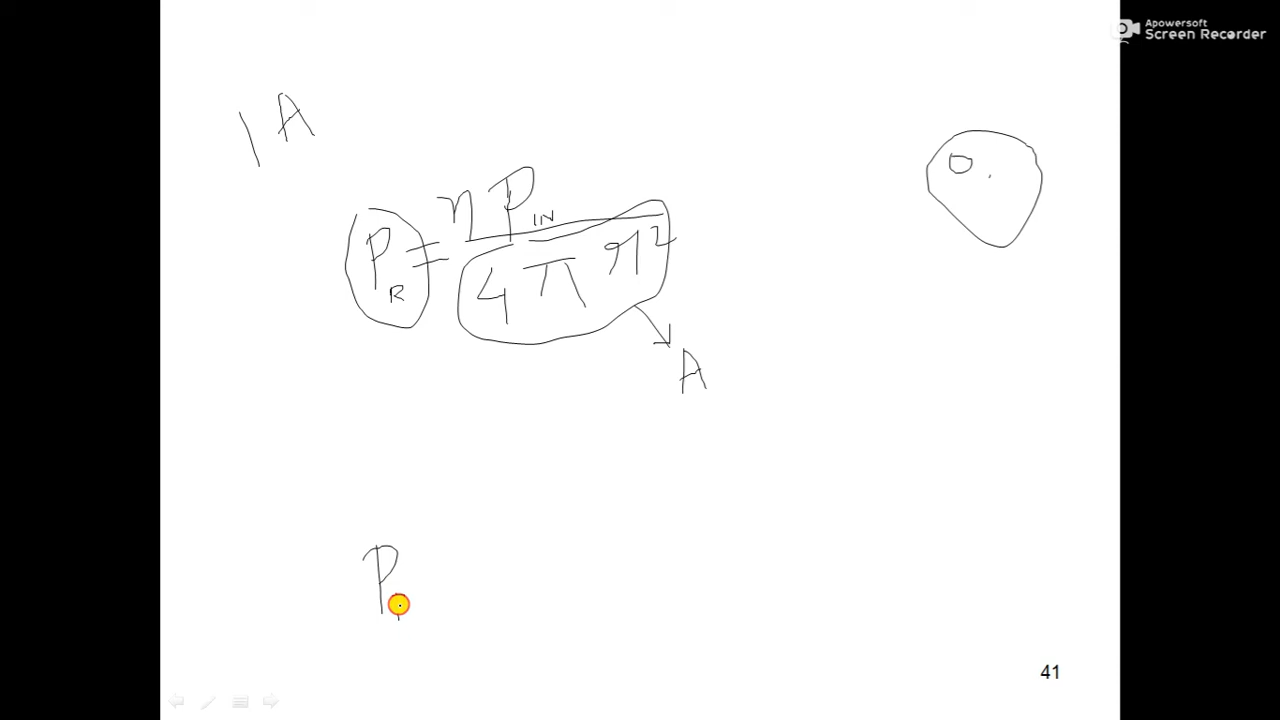 Apowersoft
Screen Recorder
1 A
P_R = η P_IN / 4 π r²
A
P
41